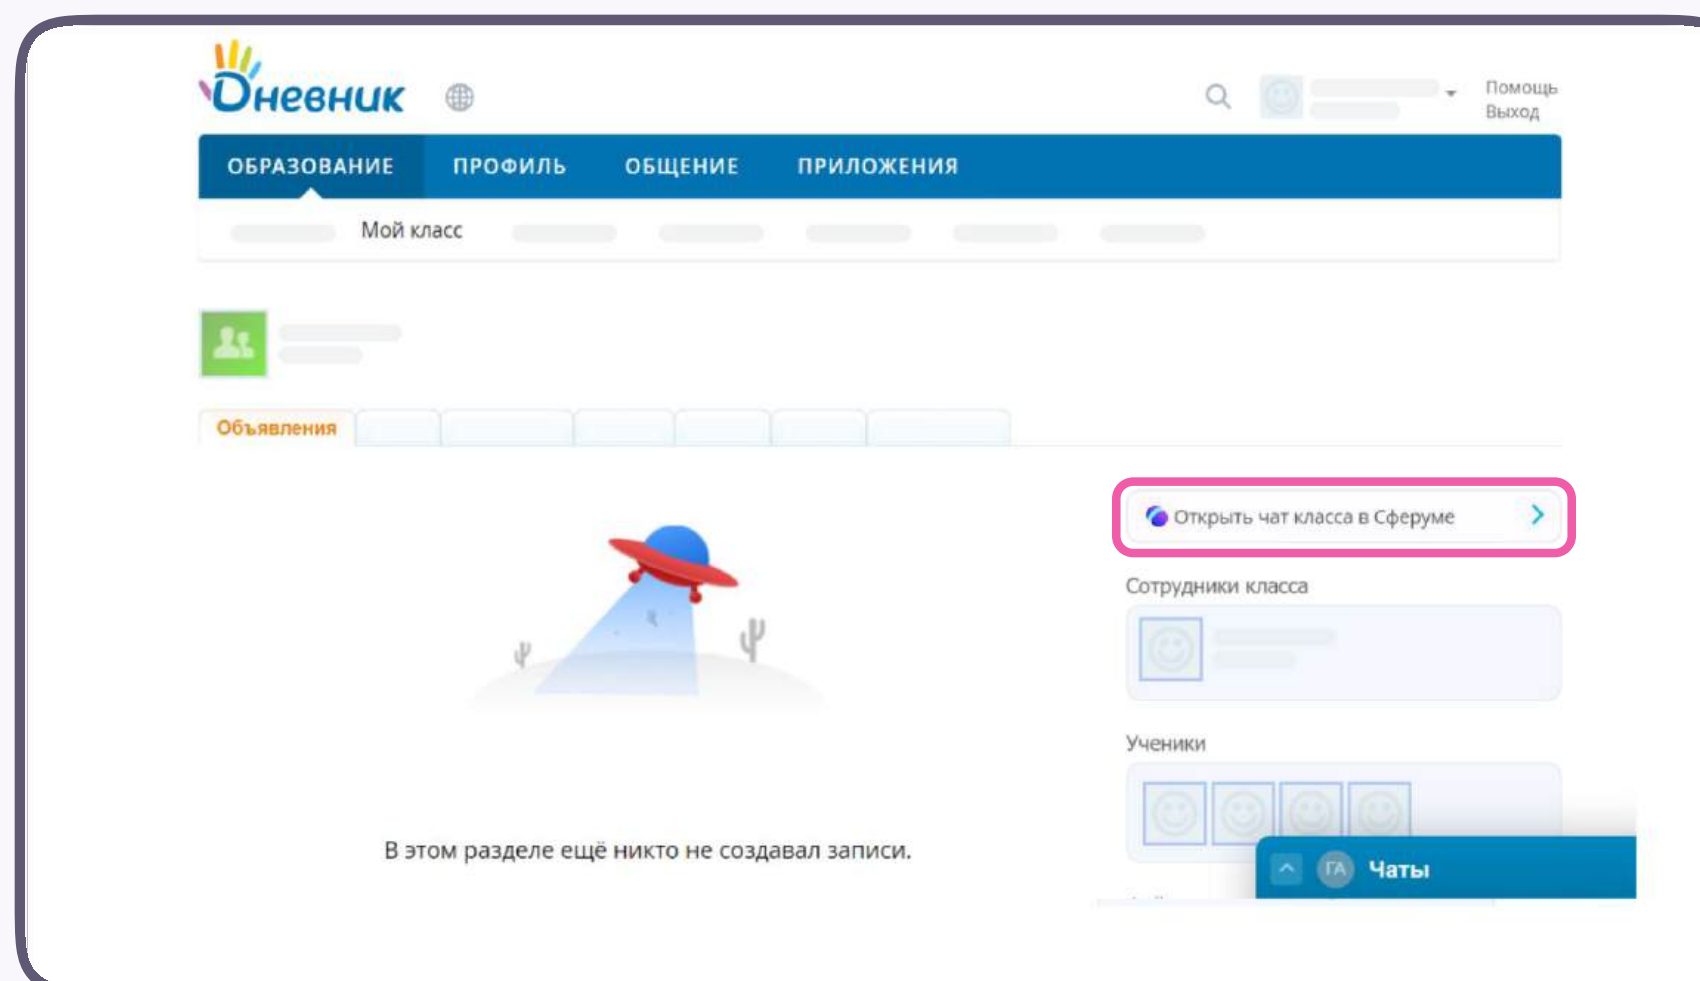 Дневник
Помощь
Выход
ОБРАЗОВАНИЕ ПРОФИЛЬ ОБЩЕНИЕ ПРИЛОЖЕНИЯ
Мой класс
Объявления
Открыть чат класса в Сферуме
Сотрудники класса
Ученики
В этом разделе ещё никто не создавал записи.
ГА Чаты